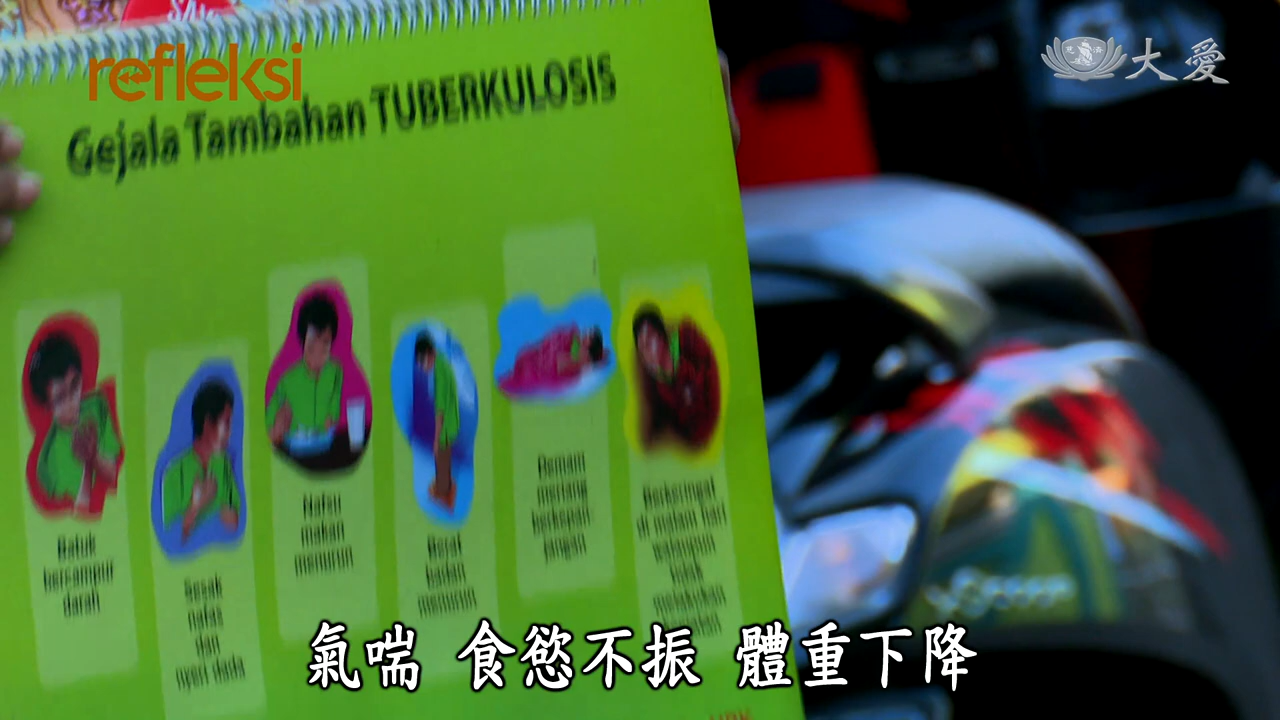 refleksi
大愛
Gejala Tambahan TUBERKULOSIS
Batuk
bercampur
darah
Sesak
nafas
dan
nyeri dada
Nafsu
makan
menurun
Berat
badan
menurun
Demam
meriang
berkepan
jangan
Berkeringat
di malam hari
walaupun
tidak
melakukan
氣喘 食慾不振 體重下降